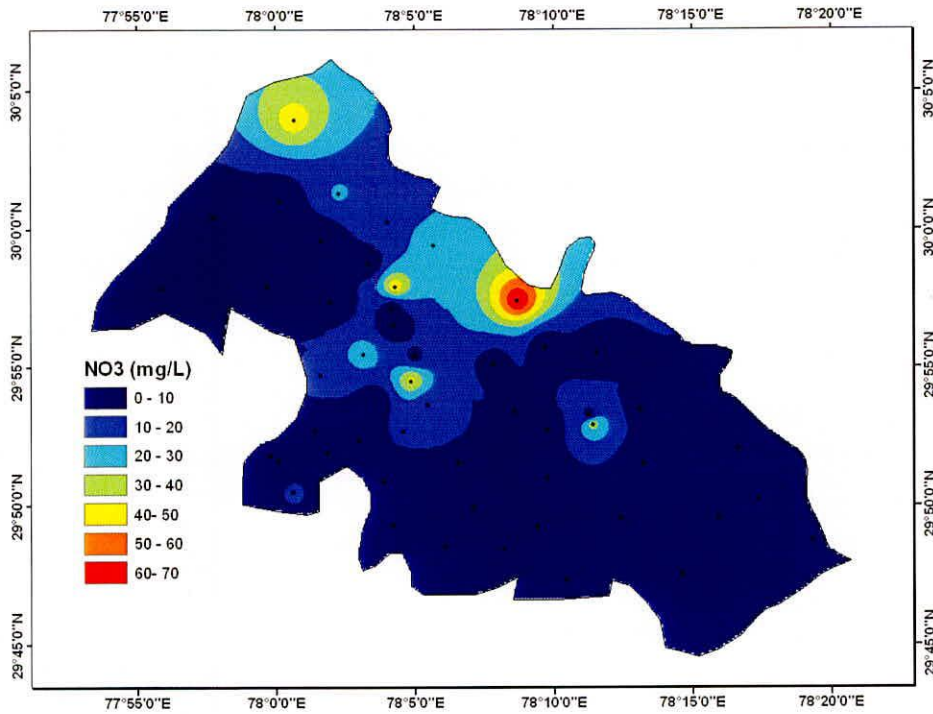 77°55'0"E 78°0'0"E 78°5'0"E 78°10'0"E 78°15'0"E 78°20'0"E
30°5'0"N 30°5'0"N
30°0'0"N 30°0'0"N
29°55'0"N 29°55'0"N
NO3 (mg/L)
0 - 10
10 - 20
20 - 30
30 - 40
40- 50
50 - 60
60- 70
29°50'0"N 29°50'0"N
29°45'0"N 29°45'0"N
77°55'0"E 78°0'0"E 78°5'0"E 78°10'0"E 78°15'0"E 78°20'0"E